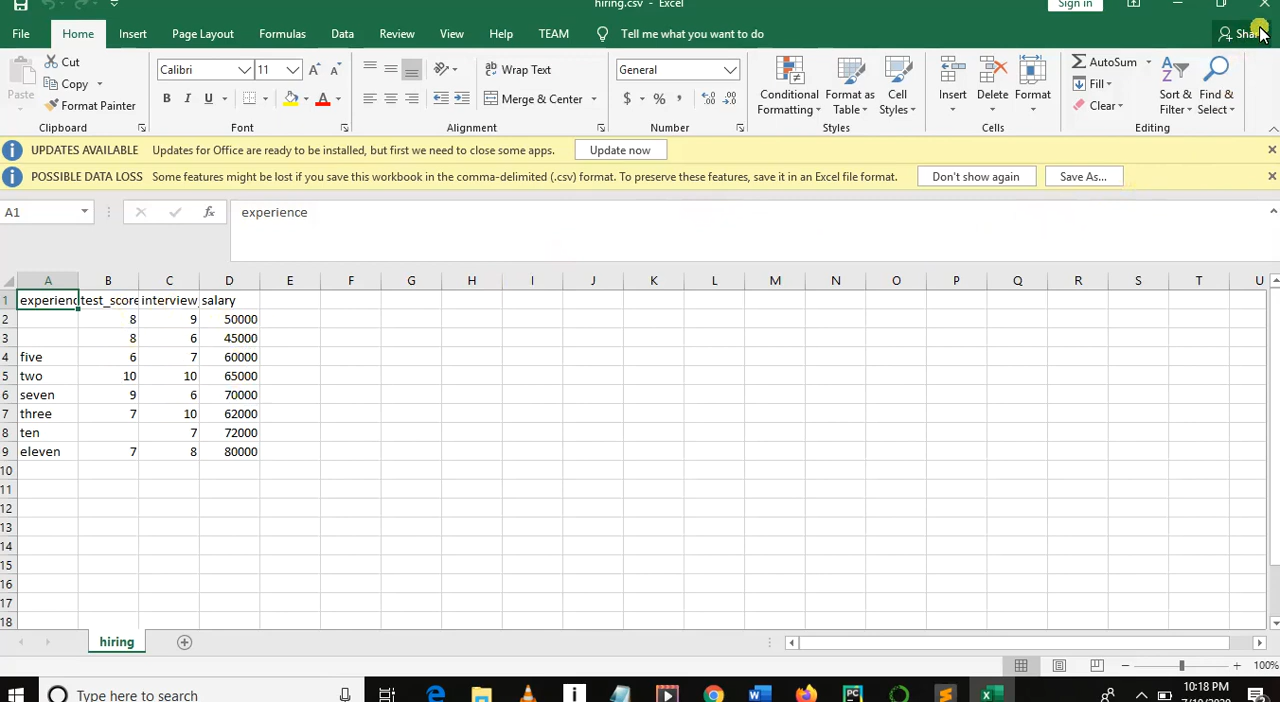 hiring.csv - Excel
Sign in
File Home Insert Page Layout Formulas Data Review View Help TEAM Tell me what you want to do
Paste
Cut
Copy
Format Painter
Clipboard
Calibri 11
B I U
Font
Wrap Text
Merge & Center
Alignment
General
$ % ,
Number
Conditional Formatting
Format as Table
Cell Styles
Styles
Insert Delete Format
Cells
AutoSum
Fill
Clear
Sort & Filter
Find & Select
Editing
UPDATES AVAILABLE Updates for Office are ready to be installed, but first we need to close some apps. Update now
POSSIBLE DATA LOSS Some features might be lost if you save this workbook in the comma-delimited (.csv) format. To preserve these features, save it in an Excel file format. Don't show again Save As...
A1 fx experience
A B C D E F G H I J K L M N O P Q R S T U
1 experienc test_score interview_ salary
2 8 9 50000
3 8 6 45000
4 five 6 7 60000
5 two 10 10 65000
6 seven 9 6 70000
7 three 7 10 62000
8 ten 7 72000
9 eleven 7 8 80000
10
11
12
13
14
15
16
17
18
hiring
100%
Type here to search
10:18 PM